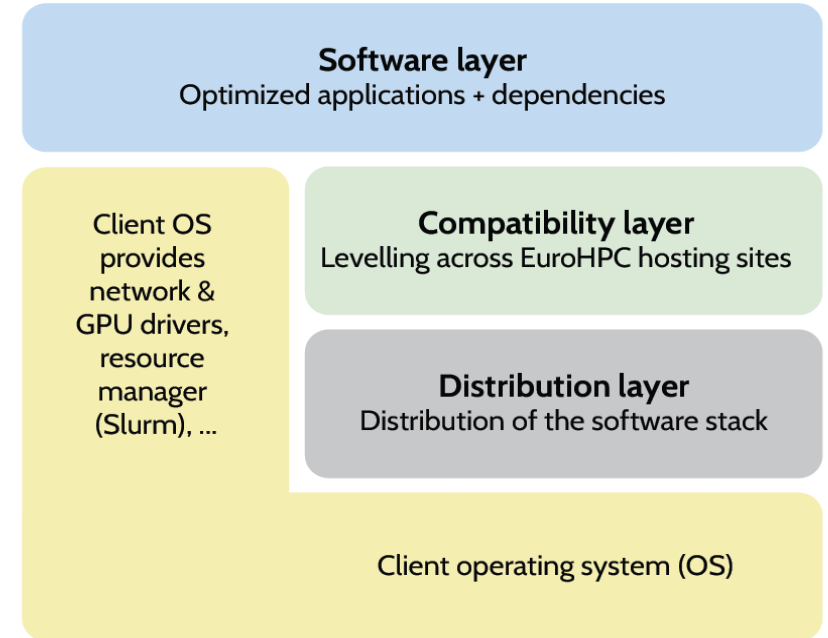 Software layer
Optimized applications + dependencies
Client OS
provides
network &
GPU drivers,
resource
manager
(Slurm), ...
Compatibility layer
Levelling across EuroHPC hosting sites
Distribution layer
Distribution of the software stack
Client operating system (OS)